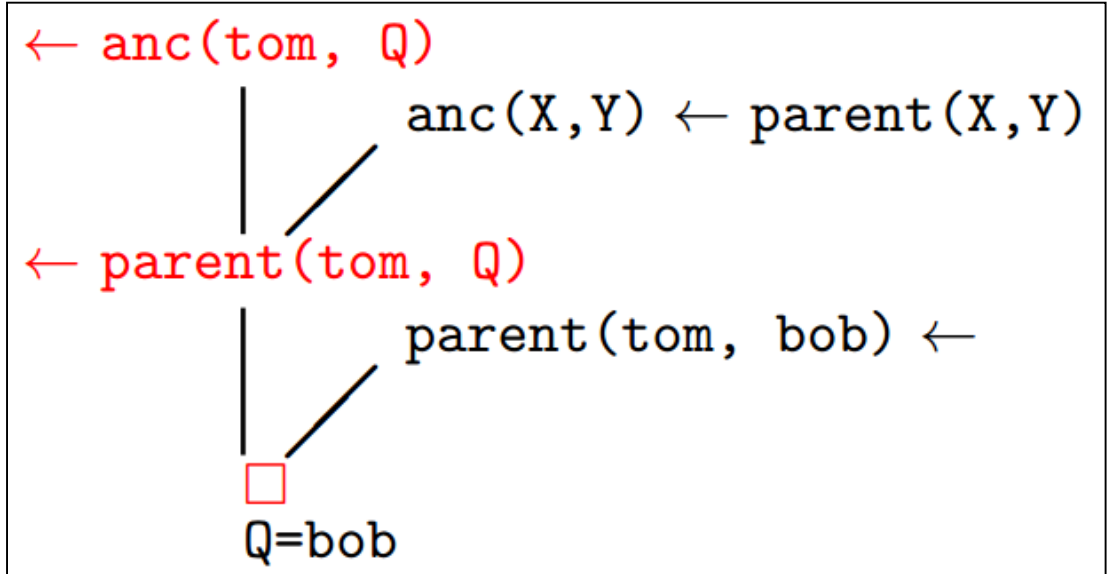 ← anc(tom, Q)
anc(X,Y) ← parent(X,Y)
← parent(tom, Q)
parent(tom, bob) ←
□
Q=bob